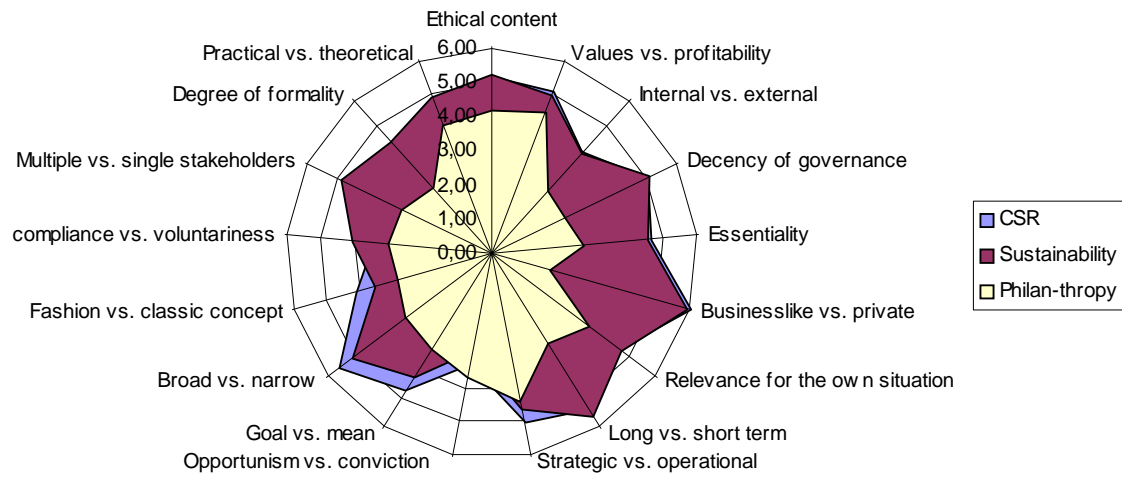 Ethical content
Practical vs. theoretical
6,00
Values vs. profitability
5,00
Degree of formality
Internal vs. external
4,00
3,00
Multiple vs. single stakeholders
Decency of governance
2,00
1,00
compliance vs. voluntariness
Essentiality
0,00
Fashion vs. classic concept
Businesslike vs. private
Broad vs. narrow
Relevance for the ow n situation
Goal vs. mean
Long vs. short term
Opportunism vs. conviction
Strategic vs. operational
CSR
Sustainability
Philan-thropy